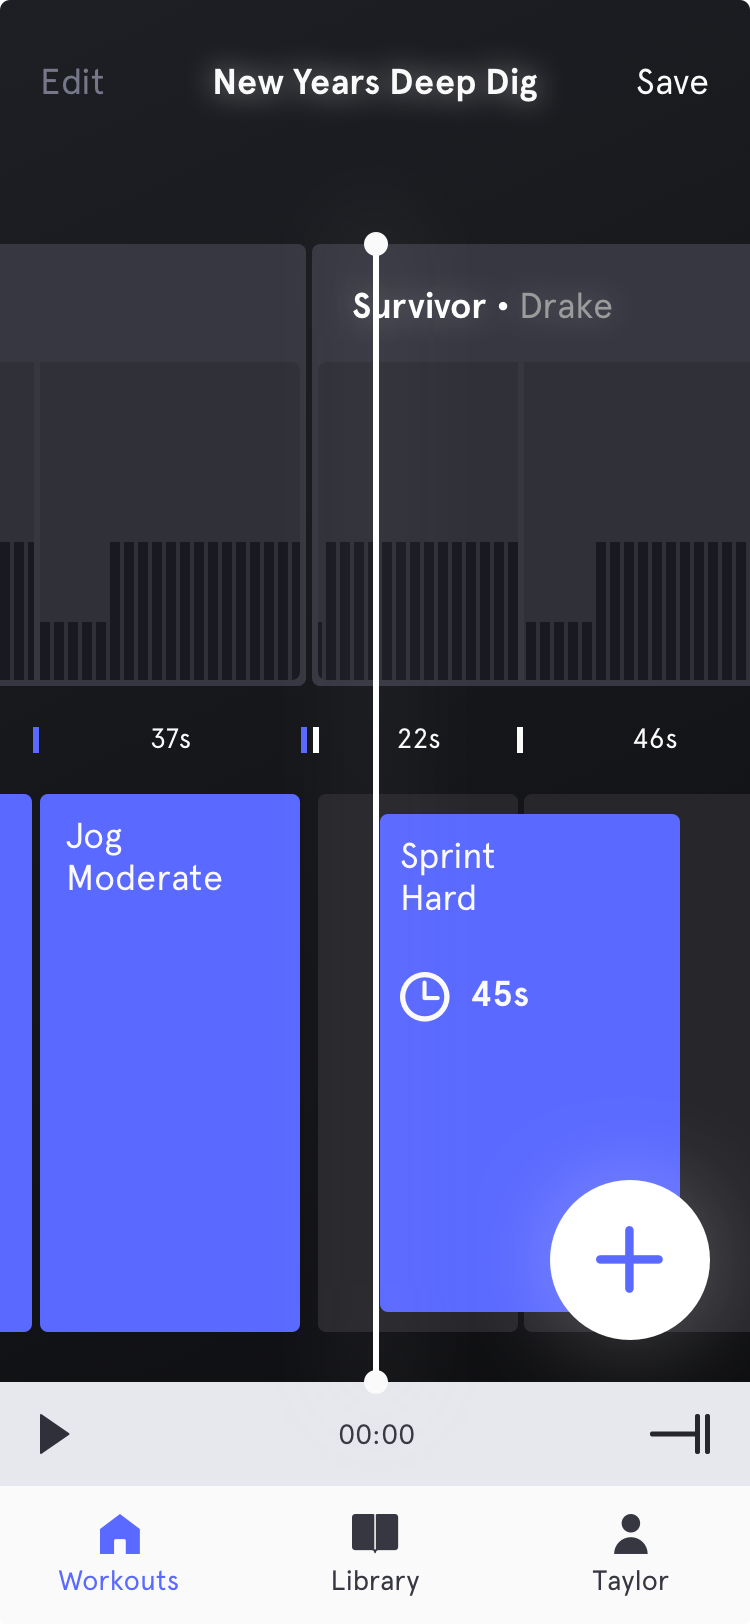 Edit New Years Deep Dig Save
Survivor • Drake
37s 22s 46s
Jog
Moderate
Sprint
Hard
45s
00:00
Workouts Library Taylor